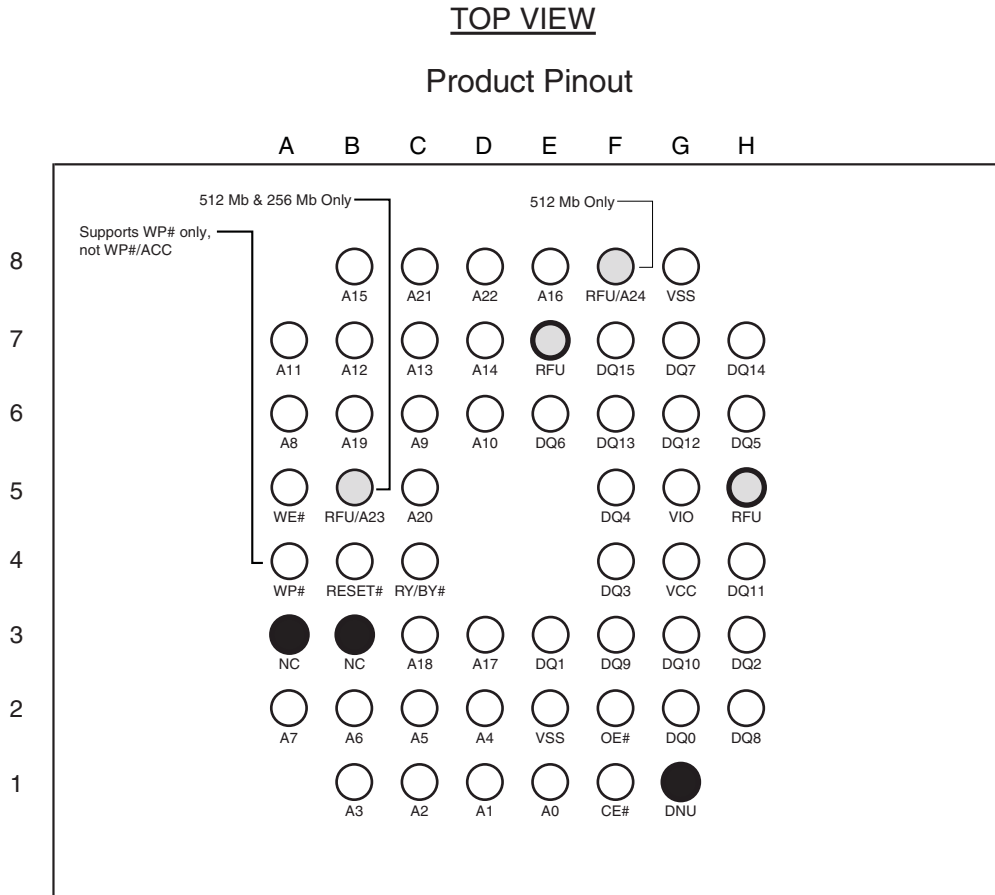 TOP VIEW
Product Pinout
A B C D E F G H
512 Mb & 256 Mb Only
512 Mb Only
Supports WP# only,
not WP#/ACC
8
A15 A21 A22 A16 RFU/A24 VSS
7
A11 A12 A13 A14 RFU DQ15 DQ7 DQ14
6
A8 A19 A9 A10 DQ6 DQ13 DQ12 DQ5
5
WE# RFU/A23 A20 DQ4 VIO RFU
4
WP# RESET# RY/BY# DQ3 VCC DQ11
3
NC NC A18 A17 DQ1 DQ9 DQ10 DQ2
2
A7 A6 A5 A4 VSS OE# DQ0 DQ8
1
A3 A2 A1 A0 CE# DNU